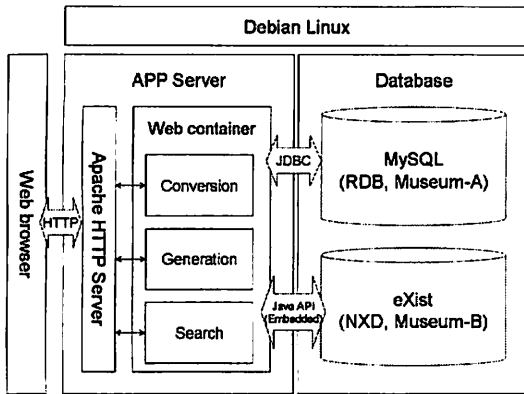 Debian Linux
APP Server
Database
Web browser
HTTP
Apache HTTP Server
Web container
Conversion
Generation
Search
JDBC
Java API
(Embedded)
MySQL
(RDB, Museum-A)
eXist
(NXD, Museum-B)